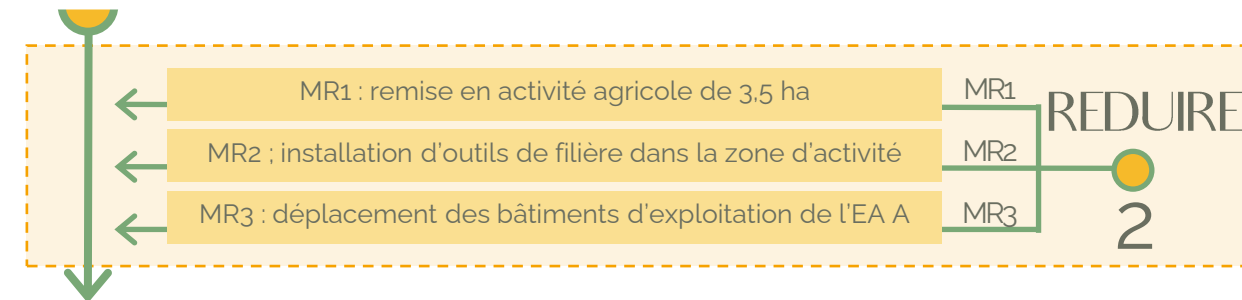 MR1 : remise en activité agricole de 3,5 ha
MR1
REDUIRE
MR2 ; installation d'outils de filière dans la zone d'activité
MR2
MR3 : déplacement des bâtiments d'exploitation de l'EA A
MR3
2